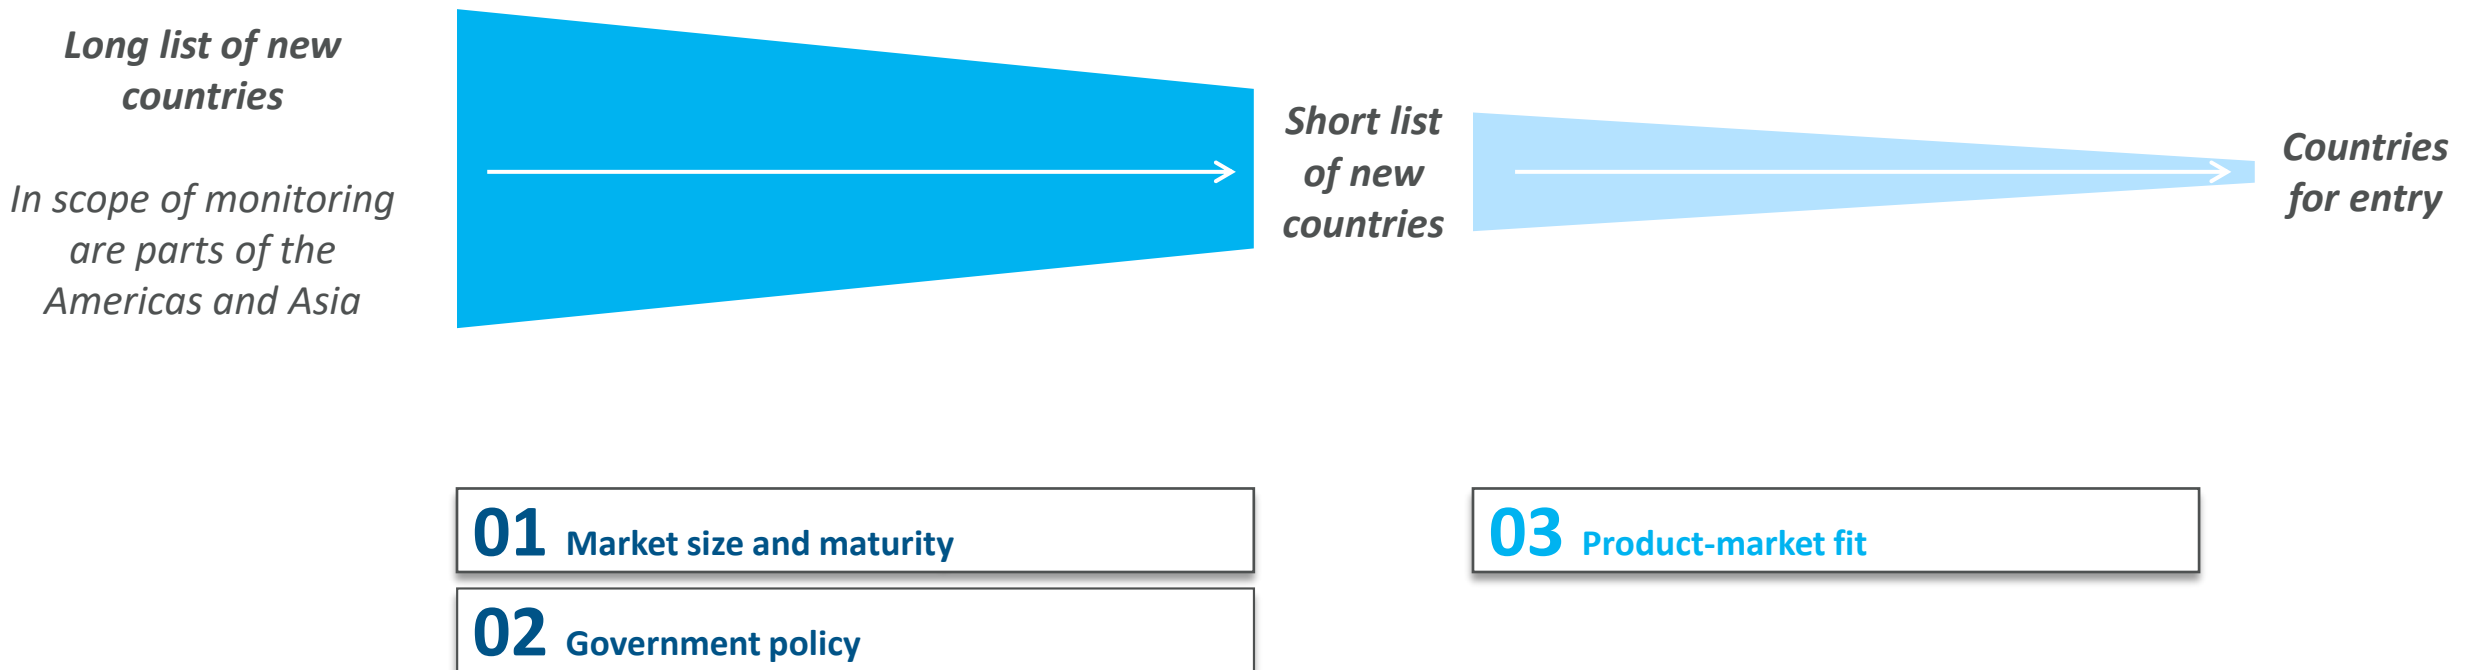 Long list of new
countries
In scope of monitoring
are parts of the
Americas and Asia
Short list
of new
countries
Countries
for entry
01 Market size and maturity
02 Government policy
03 Product-market fit